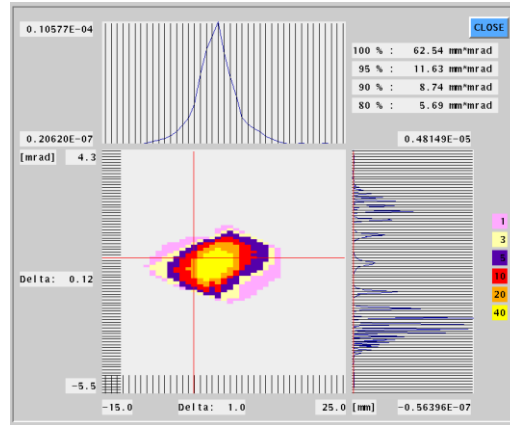 0.10577E-04
CLOSE
100 % : 62.54 mm*mrad
95 % : 11.63 mm*mrad
90 % : 8.74 mm*mrad
80 % : 5.69 mm*mrad
0.20620E-07
0.48149E-05
[mrad] 4.3
1
3
10
20
40
Delta: 0.12
-5.5
-15.0 Delta: 1.0 25.0 [mm] -0.56396E-07